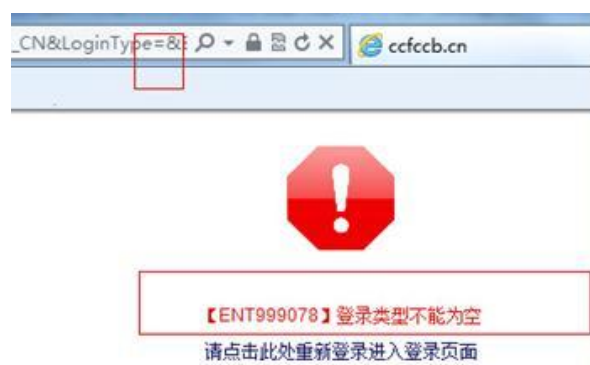 _CN&LoginType=&
ccfccb.cn
【ENT999078】登录类型不能为空
请点击此处重新登录进入登录页面